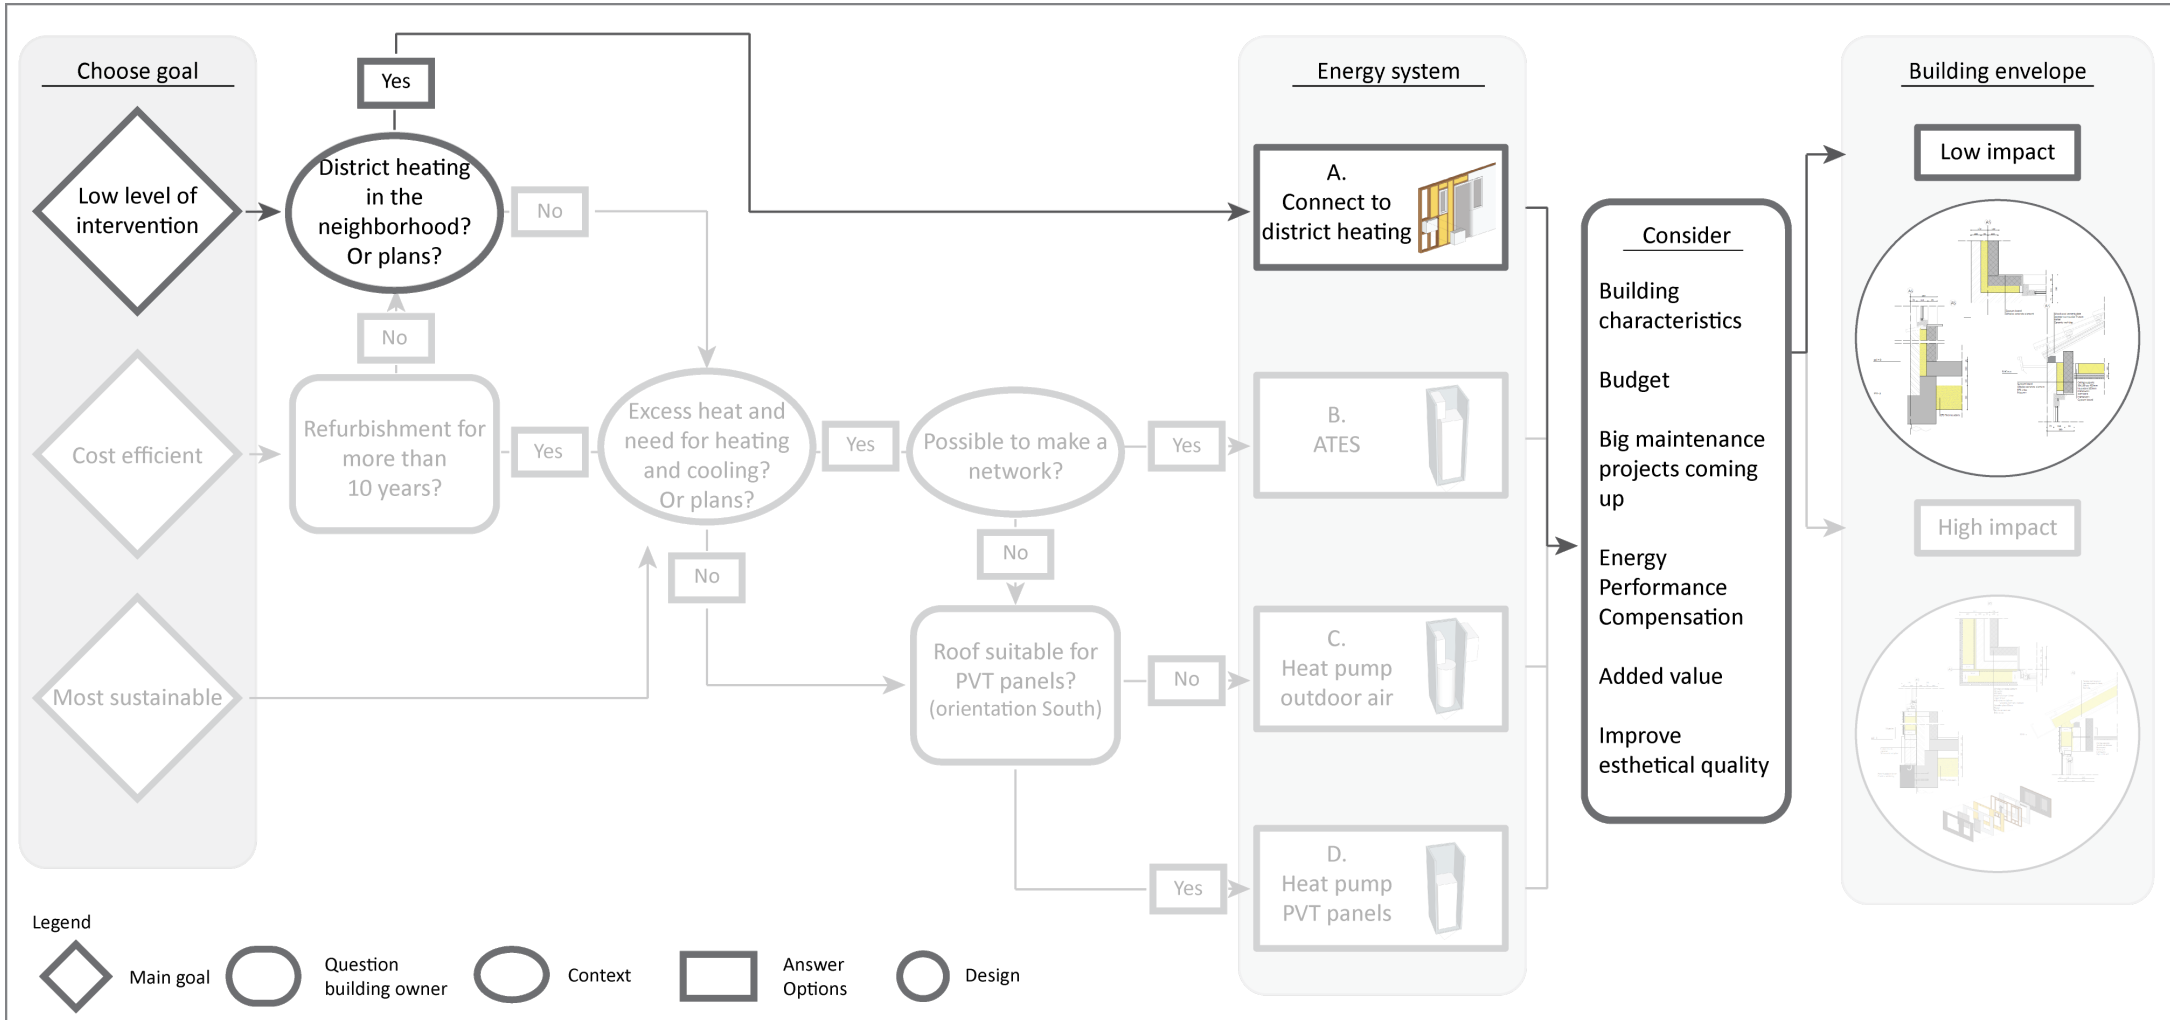 Choose goal
Low level of
intervention
Cost efficient
Most sustainable
Yes
District heating
in the
neighborhood?
Or plans?
No
No
Refurbishment for
more than
10 years?
Yes
Excess heat and
need for heating
and cooling?
Or plans?
Yes
No
Possible to make a
network?
Yes
No
Roof suitable for
PVT panels?
(orientation South)
No
Yes
Energy system
A.
Connect to
district heating
B.
ATES
C.
Heat pump
outdoor air
D.
Heat pump
PVT panels
Consider
Building
characteristics
Budget
Big maintenance
projects coming
up
Energy
Performance
Compensation
Added value
Improve
esthetical quality
Building envelope
Low impact
High impact
Legend
Main goal
Question
building owner
Context
Answer
Options
Design